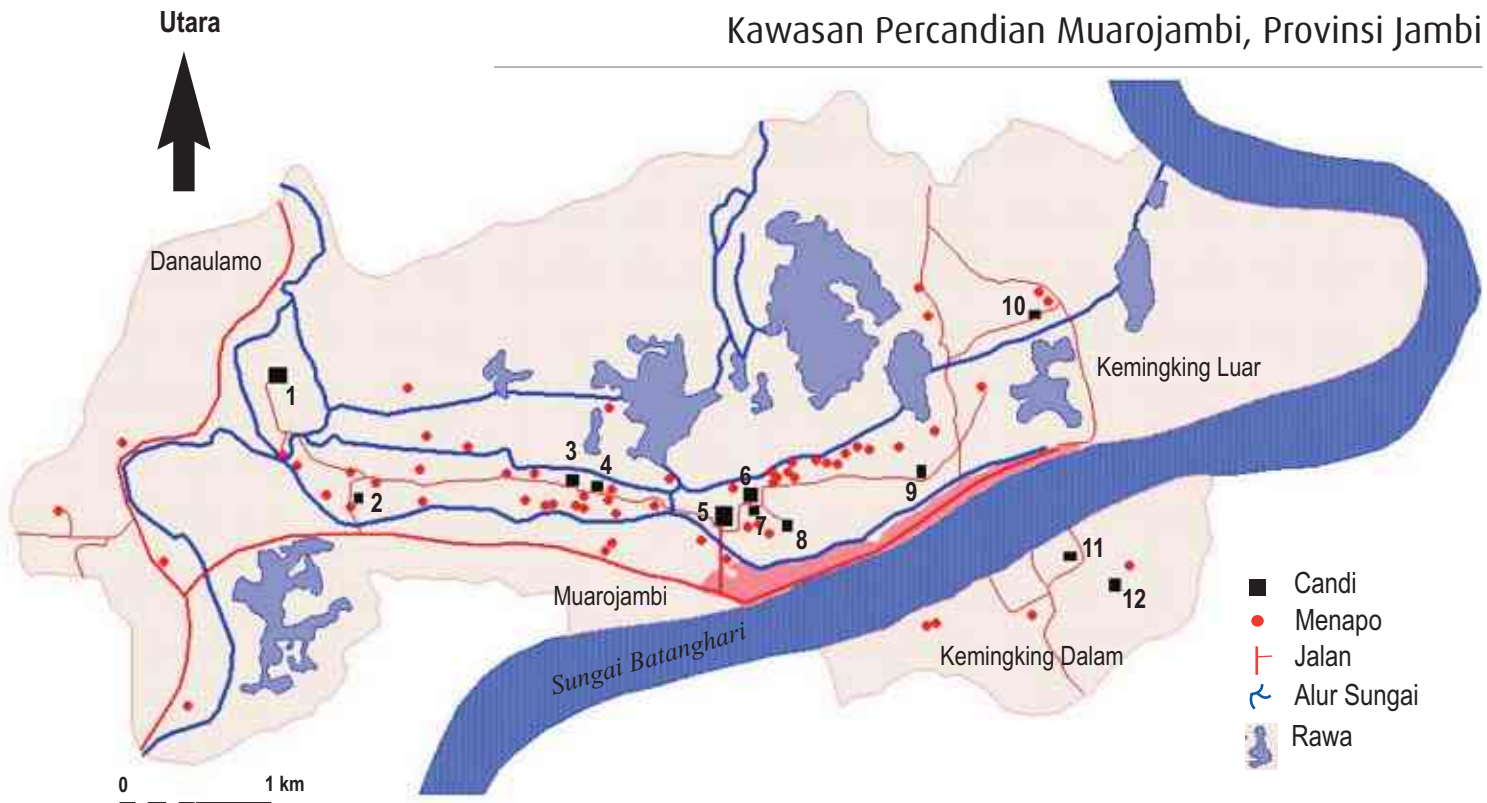 Utara
Kawasan Percandian Muarojambi, Provinsi Jambi
Danaulamo
10
Kemingking Luar
1
3
4
6
2
9
5
7
8
11
Muarojambi
12
Sungai Batanghari
Kemingking Dalam
Candi
Menapo
Jalan
Alur Sungai
Rawa
0 1 km